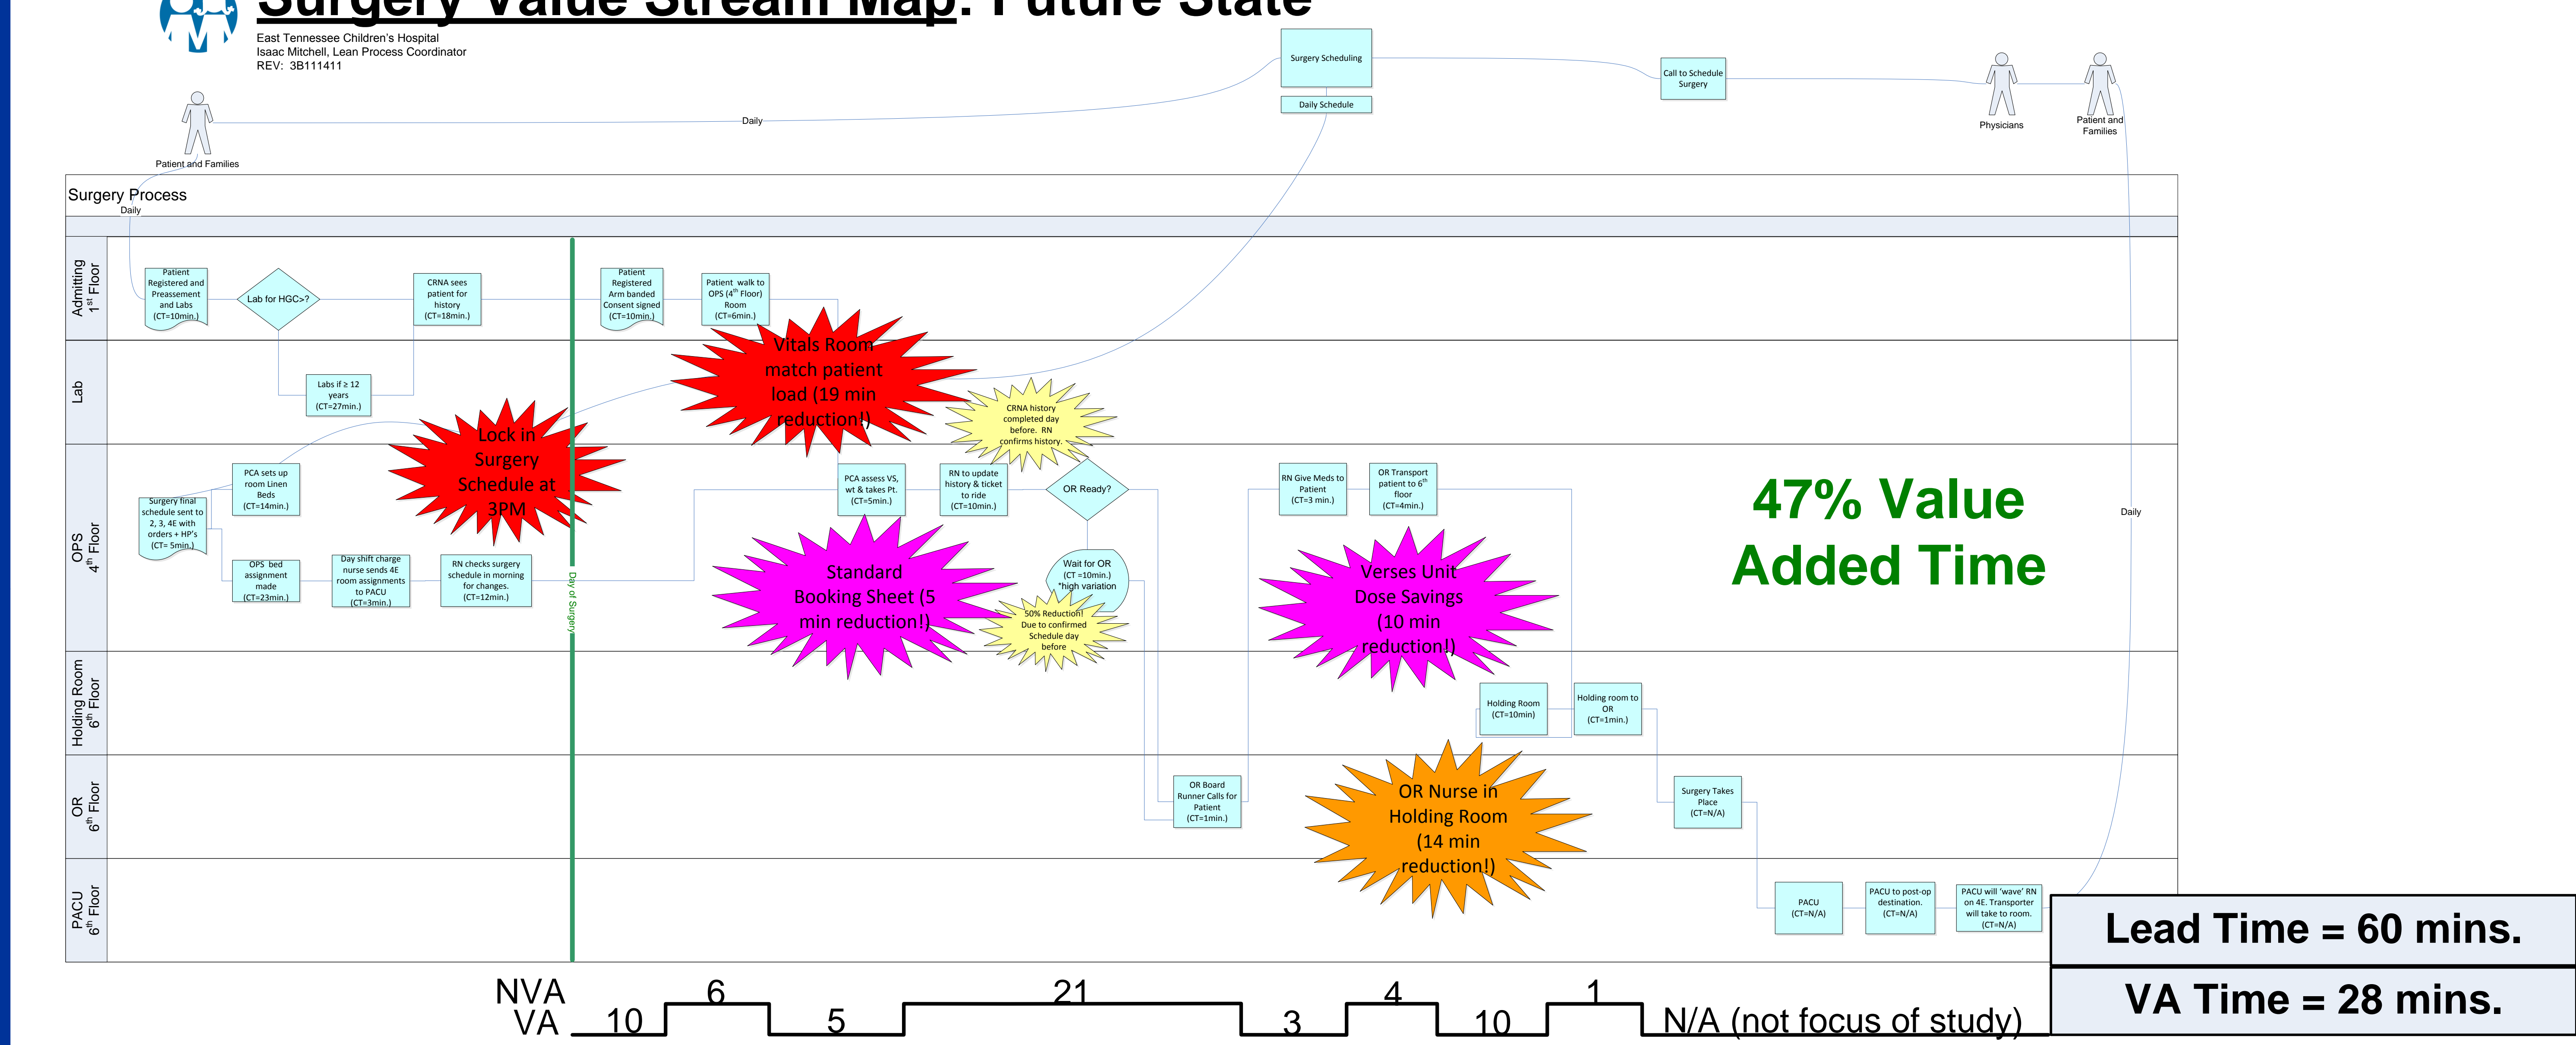 Surgery Value Stream Map: Future State
East Tennessee Children's Hospital
Isaac Mitchell, Lean Process Coordinator
REV: 3B111411
Surgery Scheduling
Daily Schedule
Call to Schedule
Surgery
Physicians
Patient and
Families
Daily
Patient and Families
Surgery Process
Daily
Admitting
1st Floor
Patient
Registered and
Preassement
and Labs
(CT=10min.)
Lab for HGC>?
CRNA sees
patient for
history
(CT=18min.)
Patient
Registered
Arm banded
Consent signed
(CT=10min.)
Patient walk to
OPS (4th Floor)
Room
(CT=6min.)
Vitals Room
match patient
load (19 min
reduction!)
Lab
Labs if ≥ 12
years
(CT=27min.)
CRNA history
completed day
before. RN
confirms history.
Lock in
Surgery
Schedule at
3PM
OPS
4th Floor
PCA sets up
room Linen
Beds
(CT=14min.)
Surgery final
schedule sent to
2, 3, 4E with
orders + HP's
(CT= 5min.)
OPS bed
assignment
made
(CT=23min.)
Day shift charge
nurse sends 4E
room assignments
to PACU
(CT=3min.)
RN checks surgery
schedule in morning
for changes.
(CT=12min.)
Day of Surgery
PCA assess VS,
wt & takes Pt.
(CT=5min.)
RN to update
history & ticket
to ride
(CT=10min.)
OR Ready?
Wait for OR
(CT =10min.)
*high variation
50% Reduction!
Due to confirmed
Schedule day
before
Standard
Booking Sheet (5
min reduction!)
RN Give Meds to
Patient
(CT=3 min.)
OR Transport
patient to 6th
floor
(CT=4min.)
Verses Unit
Dose Savings
(10 min
reduction!)
47% Value
Added Time
Daily
Holding Room
6th Floor
Holding Room
(CT=10min)
Holding room to
OR
(CT=1min.)
OR
6th Floor
OR Board
Runner Calls for
Patient
(CT=1min.)
OR Nurse in
Holding Room
(14 min
reduction!)
Surgery Takes
Place
(CT=N/A)
PACU
6th Floor
PACU
(CT=N/A)
PACU to post-op
destination.
(CT=N/A)
PACU will 'wave' RN
on 4E. Transporter
will take to room.
(CT=N/A)
Lead Time = 60 mins.
VA Time = 28 mins.
NVA 6 21 4 1
VA 10 5 3 10 N/A (not focus of study)